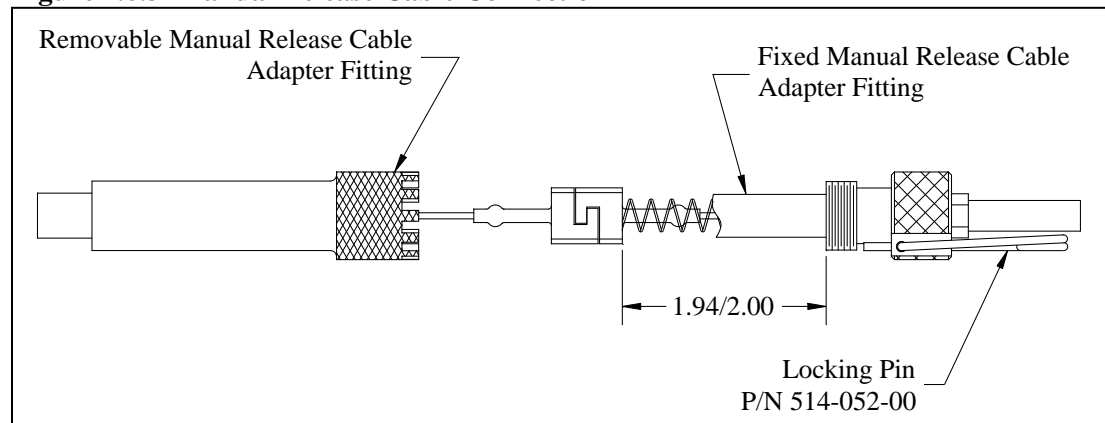 Removable Manual Release Cable
Adapter Fitting
Fixed Manual Release Cable
Adapter Fitting
1.94/2.00
Locking Pin
P/N 514-052-00